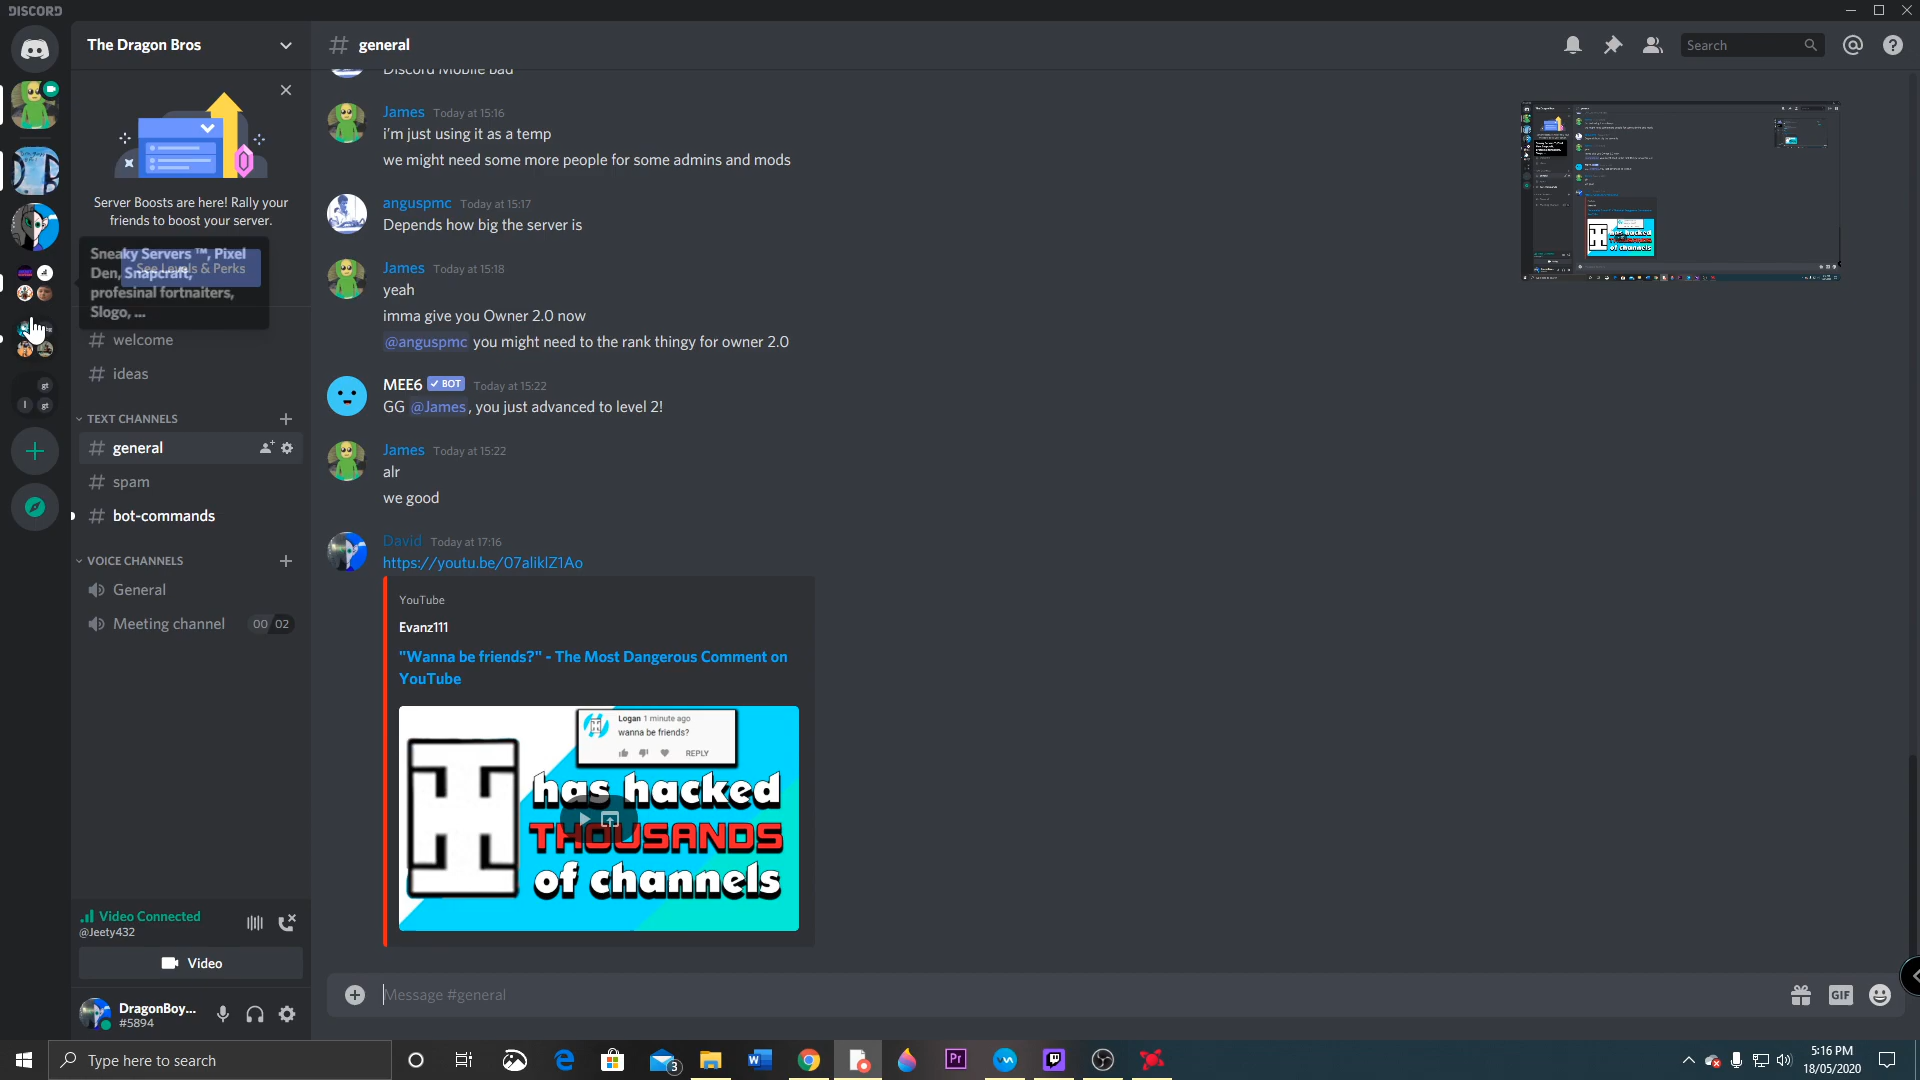 DISCORD
The Dragon Bros
general
Search
Server Boosts are here! Rally your
friends to boost your server.
Sneaky Servers ™, Pixel
Den, Snapcraft,
profesinal fortnaiters,
Slogo, ...
welcome
ideas
TEXT CHANNELS
general
spam
bot-commands
VOICE CHANNELS
General
Meeting channel 00 02
Video Connected
@Jeety432
Video
DragonBoy...
#5894
Discord Mobile bad
James Today at 15:16
i'm just using it as a temp
we might need some more people for some admins and mods
anguspmc Today at 15:17
Depends how big the server is
James Today at 15:18
yeah
imma give you Owner 2.0 now
@anguspmc you might need to the rank thingy for owner 2.0
MEE6 ✓ BOT Today at 15:22
GG @James, you just advanced to level 2!
James Today at 15:22
alr
we good
David Today at 17:16
https://youtu.be/07aliklZ1Ao
YouTube
Evanz111
"Wanna be friends?" - The Most Dangerous Comment on
YouTube
Logan 1 minute ago
wanna be friends?
REPLY
has hacked
THOUSANDS
of channels
Message #general
GIF
Type here to search
3
Pr
5:16 PM
18/05/2020